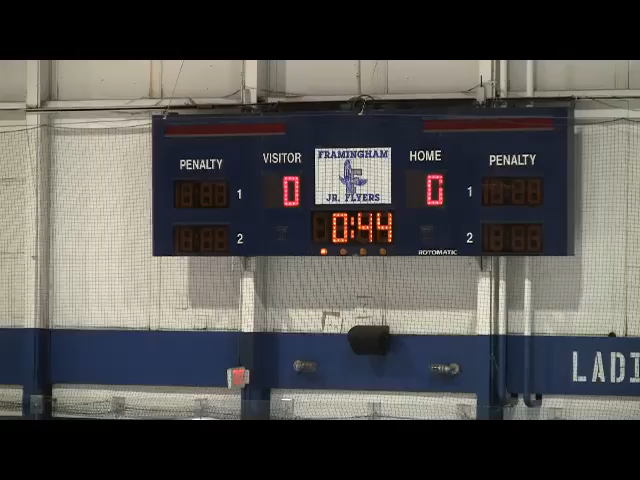 FRAMINGHAM
JR. FLYERS
VISITOR
HOME
PENALTY
PENALTY
0
0
1
1
0:44
2
2
ROTOMATIC
LADI